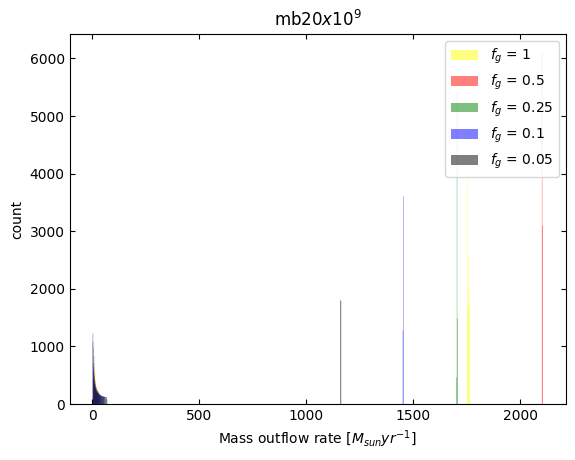 mb20x10^9
6000
5000
4000
3000
2000
1000
0
count
f_g = 1
f_g = 0.5
f_g = 0.25
f_g = 0.1
f_g = 0.05
0 500 1000 1500 2000
Mass outflow rate [M_sun yr^-1]